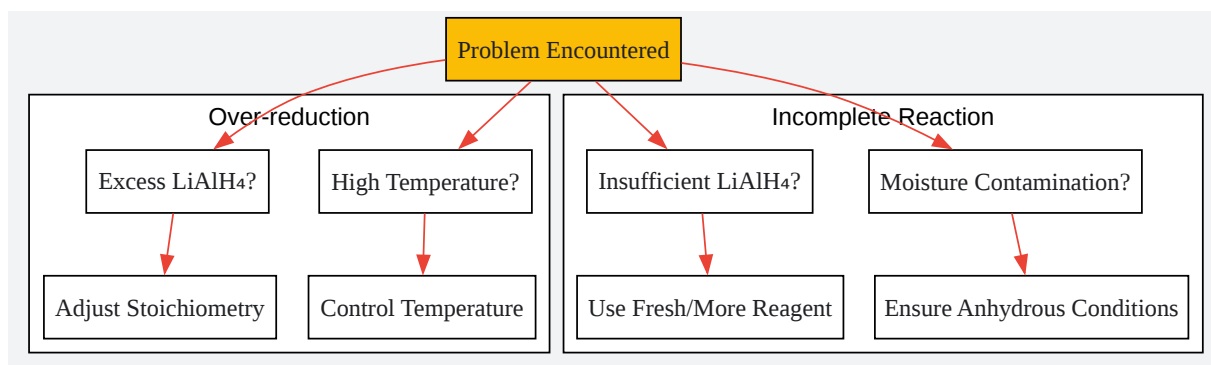 Problem Encountered
Over-reduction
Incomplete Reaction
Excess LiAlH₄?
High Temperature?
Insufficient LiAlH₄?
Moisture Contamination?
Adjust Stoichiometry
Control Temperature
Use Fresh/More Reagent
Ensure Anhydrous Conditions